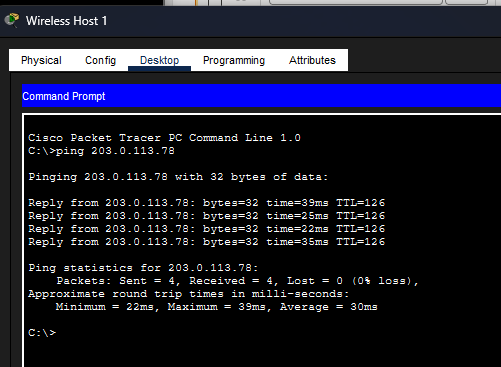 Wireless Host 1
Physical Config Desktop Programming Attributes
Command Prompt
Cisco Packet Tracer PC Command Line 1.0
C:\>ping 203.0.113.78
Pinging 203.0.113.78 with 32 bytes of data:
Reply from 203.0.113.78: bytes=32 time=39ms TTL=126
Reply from 203.0.113.78: bytes=32 time=25ms TTL=126
Reply from 203.0.113.78: bytes=32 time=22ms TTL=126
Reply from 203.0.113.78: bytes=32 time=35ms TTL=126
Ping statistics for 203.0.113.78:
Packets: Sent = 4, Received = 4, Lost = 0 (0% loss),
Approximate round trip times in milli-seconds:
Minimum = 22ms, Maximum = 39ms, Average = 30ms
C:\>